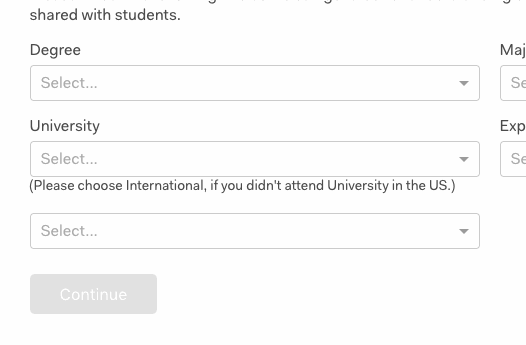 shared with students.
Degree
Maj
Select...
Se
University
Exp
Select...
Se
(Please choose International, if you didn't attend University in the US.)
Select...
Continue